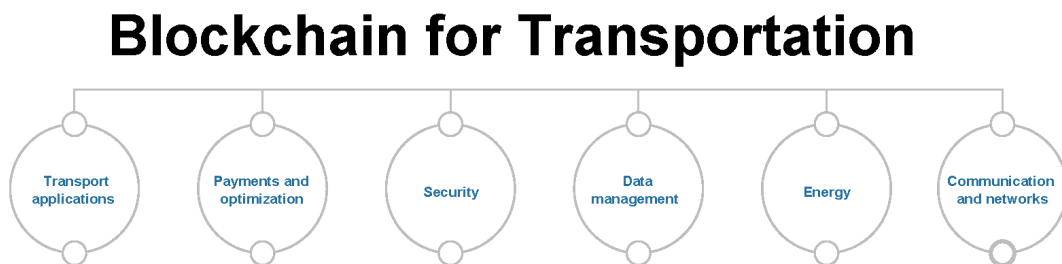 Blockchain for Transportation
Transport
applications
Payments and
optimization
Security
Data
management
Energy
Communication
and networks